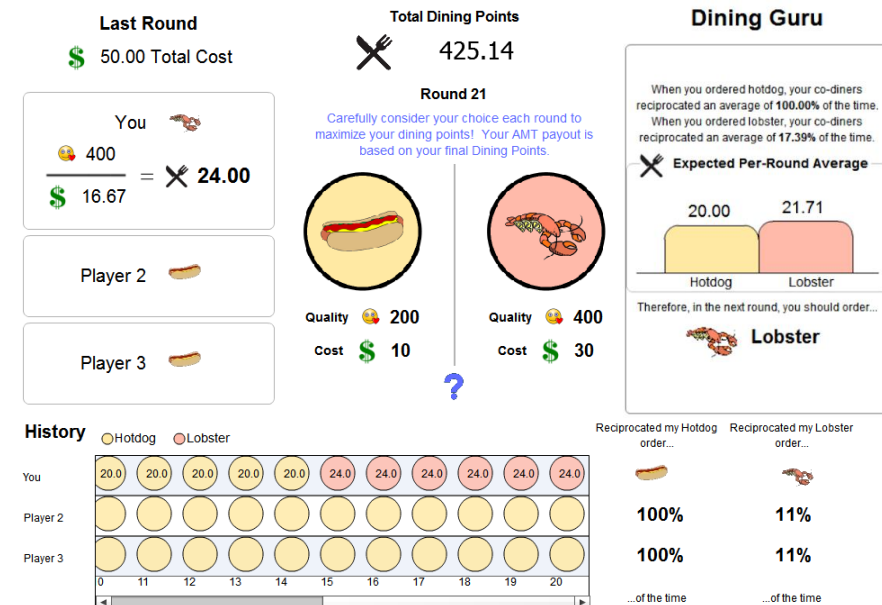 Last Round
$ 50.00 Total Cost
You
400
$ 16.67
= 24.00
Player 2
Player 3
Total Dining Points
425.14
Round 21
Carefully consider your choice each round to
maximize your dining points! Your AMT payout is
based on your final Dining Points.
Quality 200
Cost $ 10
Quality 400
Cost $ 30
?
Dining Guru
When you ordered hotdog, your co-diners
reciprocated an average of 100.00% of the time.
When you ordered lobster, your co-diners
reciprocated an average of 17.39% of the time.
Expected Per-Round Average
20.00 21.71
Hotdog Lobster
Therefore, in the next round, you should order...
Lobster
History Hotdog Lobster
You 20.0 20.0 20.0 20.0 20.0 24.0 24.0 24.0 24.0 24.0 24.0
Player 2
Player 3
0 11 12 13 14 15 16 17 18 19 20
Reciprocated my Hotdog
order...
100%
100%
...of the time
Reciprocated my Lobster
order...
11%
11%
...of the time